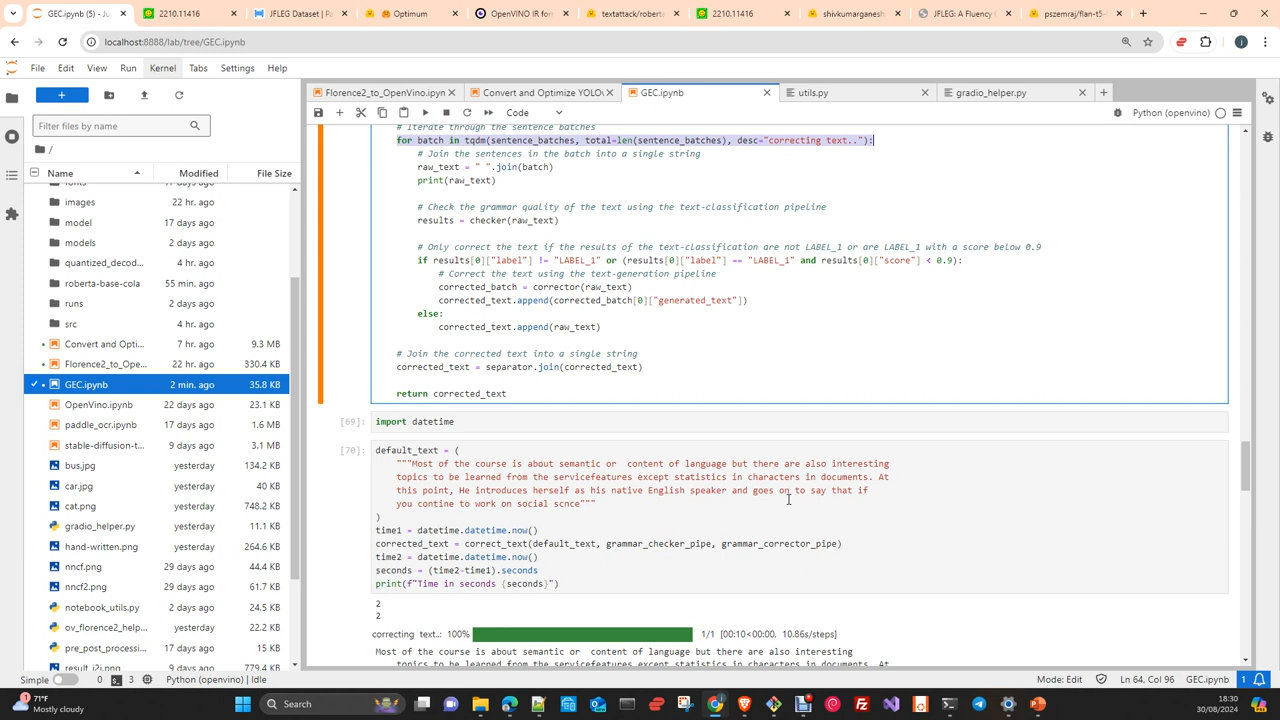 GEC.ipynb (5) - Jupyte
2210.11416
JFLEG Dataset | Pa
Optimum
OpenVINO IR for
textattack/roberta
2210.11416
shivkumarganesh
JFLEG: A Fluency C
pszemraj/flan-t5-
localhost:8888/lab/tree/GEC.ipynb
File Edit View Run Kernel Tabs Settings Help
Florence2_to_OpenVino.ipynb
Convert and Optimize YOLOv
GEC.ipynb
utils.py
gradio_helper.py
Code
Python (openvino)
Filter files by name
/
Name Modified File Size
fonts 17 days ago
images 22 hr. ago
model 17 days ago
models 2 days ago
quantized_decod... 2 days ago
roberta-base-cola 55 min. ago
runs 2 days ago
src 4 hr. ago
Convert and Opti... 7 hr. ago 9.3 MB
Florence2_to_Ope... 22 hr. ago 330.4 KB
GEC.ipynb 2 min. ago 35.8 KB
OpenVino.ipynb 22 days ago 23.1 KB
paddle_ocr.ipynb 17 days ago 1.6 MB
stable-diffusion-t... 9 days ago 3.1 MB
bus.jpg yesterday 134.2 KB
car.jpg yesterday 40 KB
cat.png yesterday 748.2 KB
gradio_helper.py yesterday 11.1 KB
hand-written.png yesterday 264.6 KB
nncf.png yesterday 44.4 KB
nncf2.png yesterday 61.7 KB
notebook_utils.py 2 days ago 24.5 KB
ov_florence2_help... yesterday 22.2 KB
pre_post_processi... yesterday 15 KB
result_i2i.png yesterday 779.4 KB
# Iterate through the sentence batches
for batch in tqdm(sentence_batches, total=len(sentence_batches), desc="correcting text.."):
# Join the sentences in the batch into a single string
raw_text = " ".join(batch)
print(raw_text)
# Check the grammar quality of the text using the text-classification pipeline
results = checker(raw_text)
# Only correct the text if the results of the text-classification are not LABEL_1 or are LABEL_1 with a score below 0.9
if results[0]["label"] != "LABEL_1" or (results[0]["label"] == "LABEL_1" and results[0]["score"] < 0.9):
# Correct the text using the text-generation pipeline
corrected_batch = corrector(raw_text)
corrected_text.append(corrected_batch[0]["generated_text"])
else:
corrected_text.append(raw_text)
# Join the corrected text into a single string
corrected_text = separator.join(corrected_text)
return corrected_text
[69]: import datetime
[70]: default_text = (
"""Most of the course is about semantic or  content of language but there are also interesting
topics to be learned from the servicefeatures except statistics in characters in documents. At
this point, He introduces herself as his native English speaker and goes on to say that if
you contine to work on social scnce"""
)
time1 = datetime.datetime.now()
corrected_text = correct_text(default_text, grammar_checker_pipe, grammar_corrector_pipe)
time2 = datetime.datetime.now()
seconds = (time2-time1).seconds
print(f"Time in seconds {seconds}")
2
2
correcting text..: 100% 1/1 [00:10<00:00, 10.86s/steps]
Most of the course is about semantic or  content of language but there are also interesting
topics to be learned from the servicefeatures except statistics in characters in documents. At
Simple 0 3 Python (openvino) | Idle
Mode: Edit Ln 64, Col 96 GEC.ipynb 1
71°F
Mostly cloudy
Search
18:30
30/08/2024